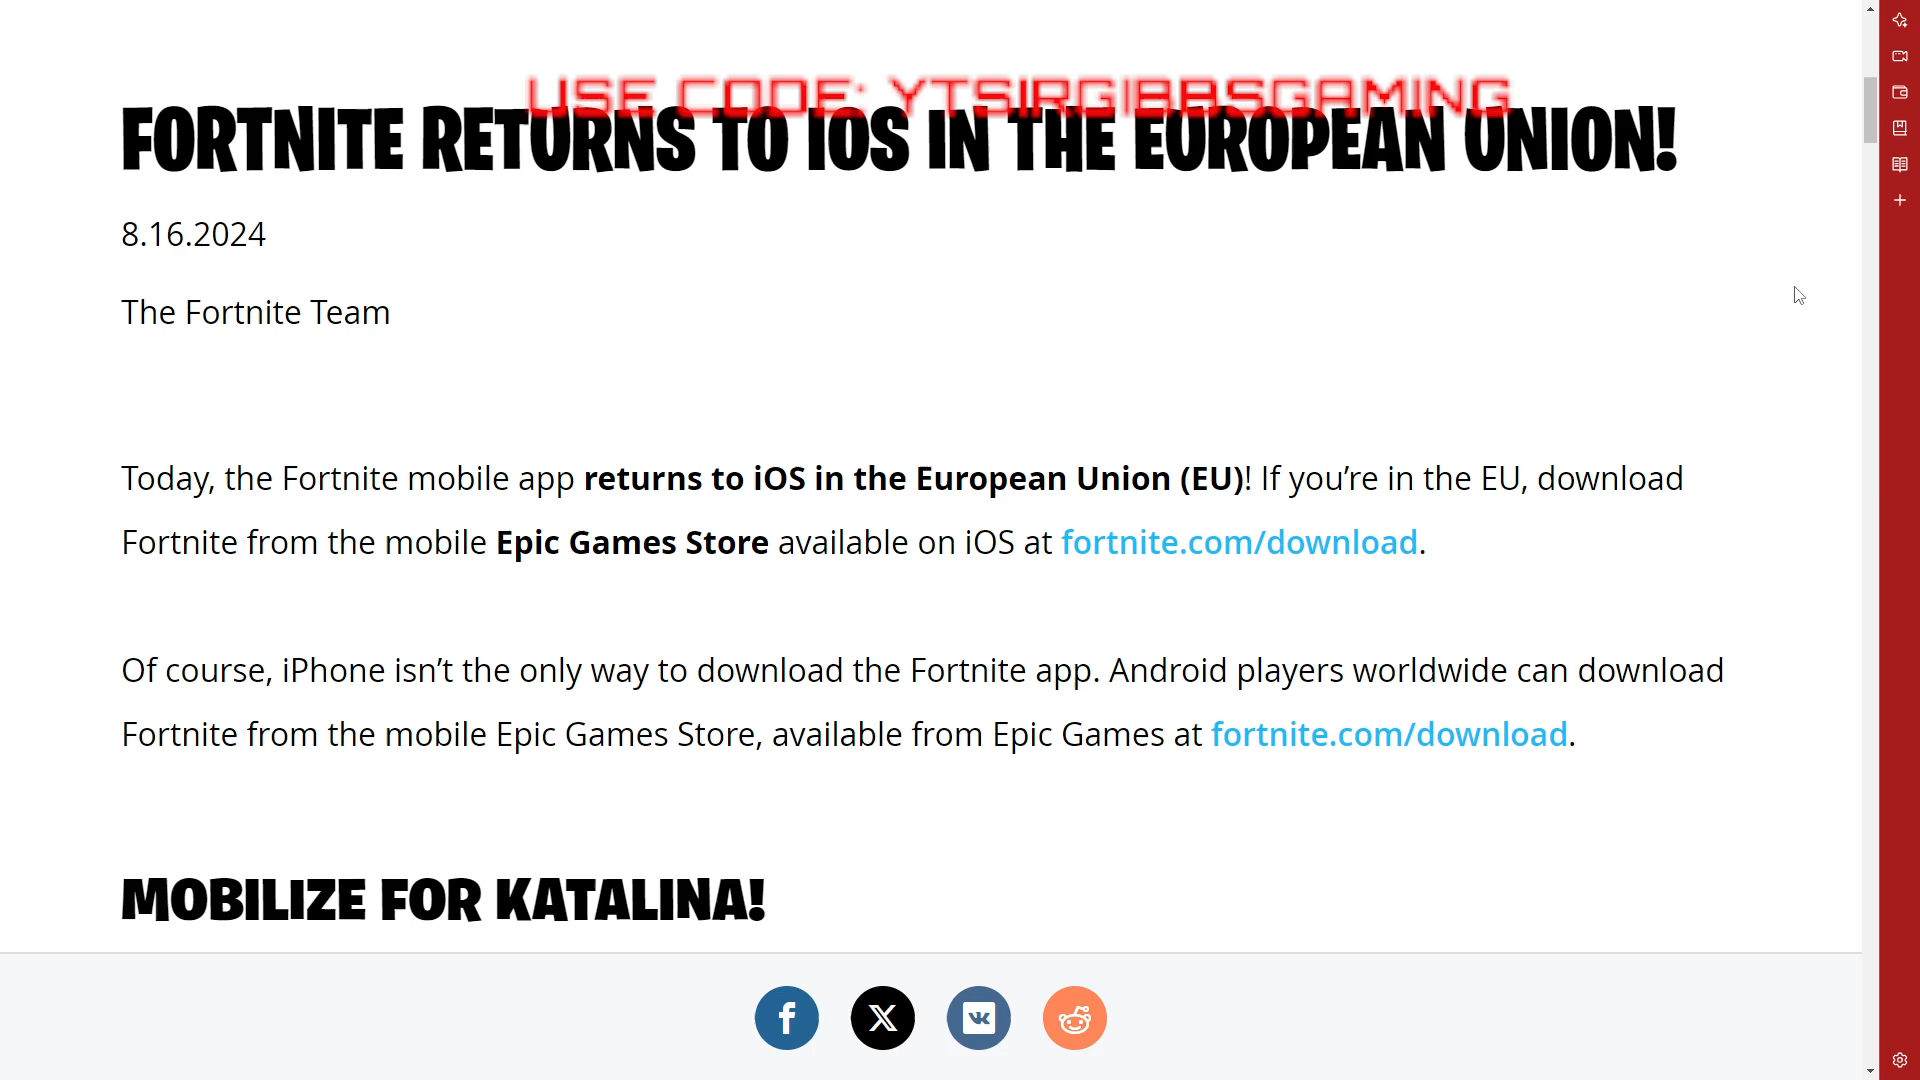 USE CODE: YTSIRGIBBSGAMING
FORTNITE RETURNS TO IOS IN THE EUROPEAN UNION!
8.16.2024
The Fortnite Team
Today, the Fortnite mobile app returns to iOS in the European Union (EU)! If you’re in the EU, download
Fortnite from the mobile Epic Games Store available on iOS at fortnite.com/download.
Of course, iPhone isn’t the only way to download the Fortnite app. Android players worldwide can download
Fortnite from the mobile Epic Games Store, available from Epic Games at fortnite.com/download.
MOBILIZE FOR KATALINA!